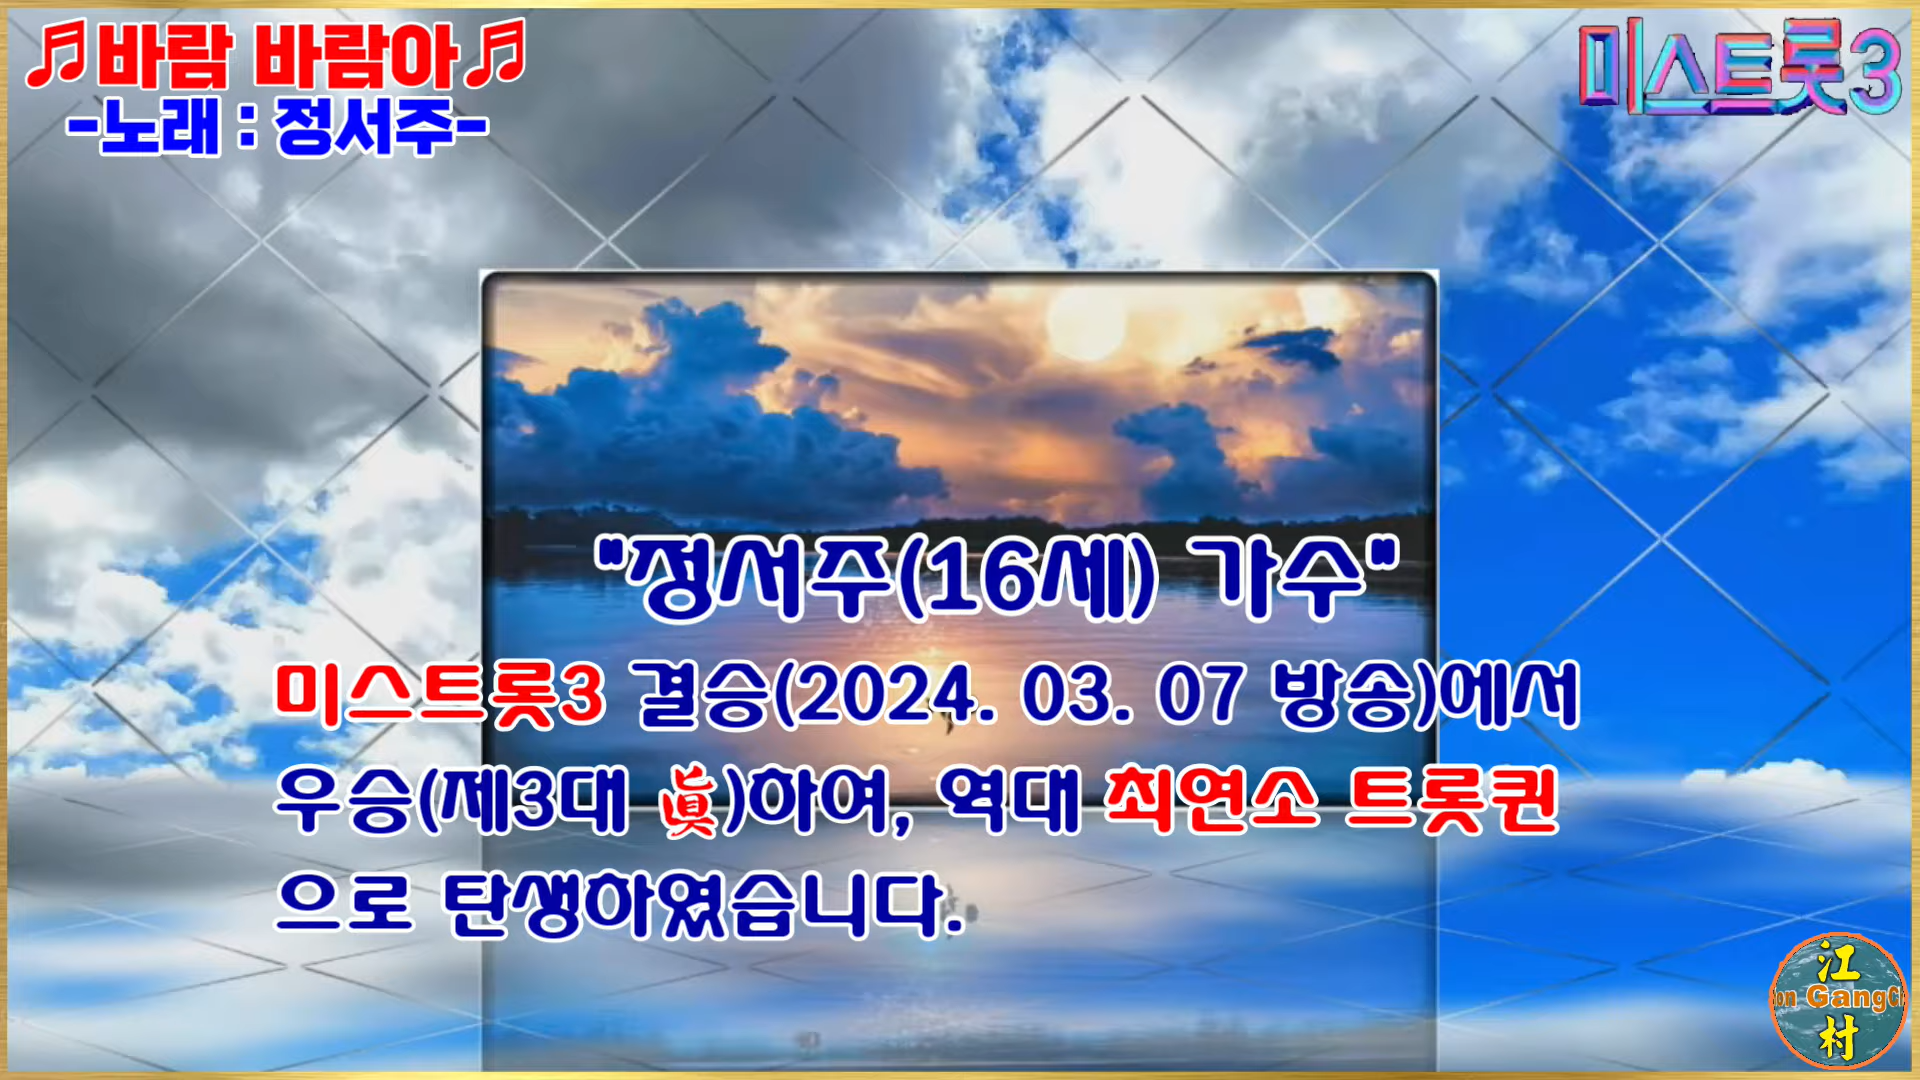 ♫바람 바람아♫
-노래 : 정서주-
미스트롯3
"정서주(16세) 가수"
미스트롯3 결승(2024. 03. 07 방송)에서
우승(제3대 眞)하여, 역대 최연소 트롯퀸
으로 탄생하였습니다.
江
on GangC
村